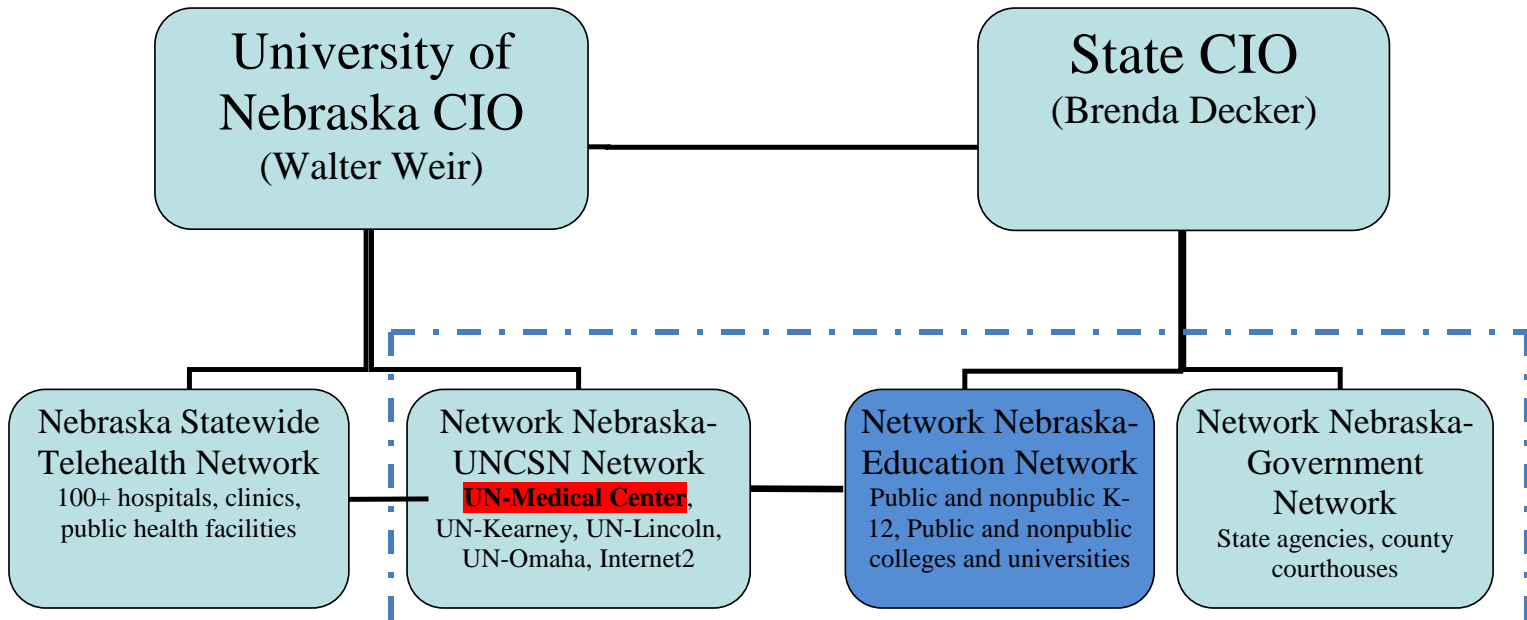 University of
Nebraska CIO
(Walter Weir)
State CIO
(Brenda Decker)
Nebraska Statewide
Telehealth Network
100+ hospitals, clinics,
public health facilities
Network Nebraska-
UNCSN Network
UN-Medical Center,
UN-Kearney, UN-Lincoln,
UN-Omaha, Internet2
Network Nebraska-
Education Network
Public and nonpublic K-
12, Public and nonpublic
colleges and universities
Network Nebraska-
Government
Network
State agencies, county
courthouses